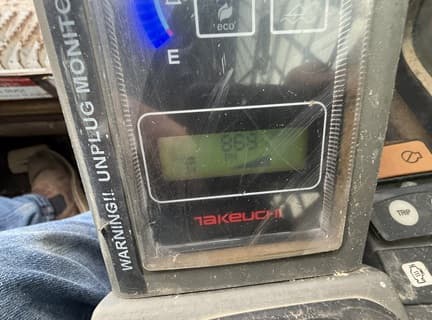 WARNING!! UNPLUG MONITO
eco
E
TAKEUCHI
TRIP